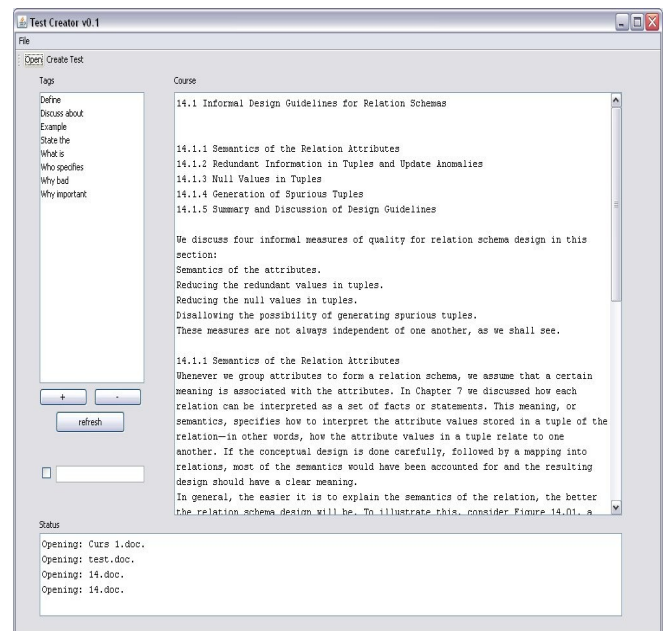 Test Creator v0.1
File
Open Create Test
Tags
Define
Discuss about
Example
State the
What is
Who specifies
Why bad
Why important
+ -
refresh
Course
14.1 Informal Design Guidelines for Relation Schemas
14.1.1 Semantics of the Relation Attributes
14.1.2 Redundant Information in Tuples and Update Anomalies
14.1.3 Null Values in Tuples
14.1.4 Generation of Spurious Tuples
14.1.5 Summary and Discussion of Design Guidelines
We discuss four informal measures of quality for relation schema design in this
section:
Semantics of the attributes.
Reducing the redundant values in tuples.
Reducing the null values in tuples.
Disallowing the possibility of generating spurious tuples.
These measures are not always independent of one another, as we shall see.
14.1.1 Semantics of the Relation Attributes
Whenever we group attributes to form a relation schema, we assume that a certain
meaning is associated with the attributes. In Chapter 7 we discussed how each
relation can be interpreted as a set of facts or statements. This meaning, or
semantics, specifies how to interpret the attribute values stored in a tuple of the
relation—in other words, how the attribute values in a tuple relate to one
another. If the conceptual design is done carefully, followed by a mapping into
relations, most of the semantics would have been accounted for and the resulting
design should have a clear meaning.
In general, the easier it is to explain the semantics of the relation, the better
the relation schema design will be. To illustrate this, consider Figure 14.01, a
Status
Opening: Curs 1.doc.
Opening: test.doc.
Opening: 14.doc.
Opening: 14.doc.